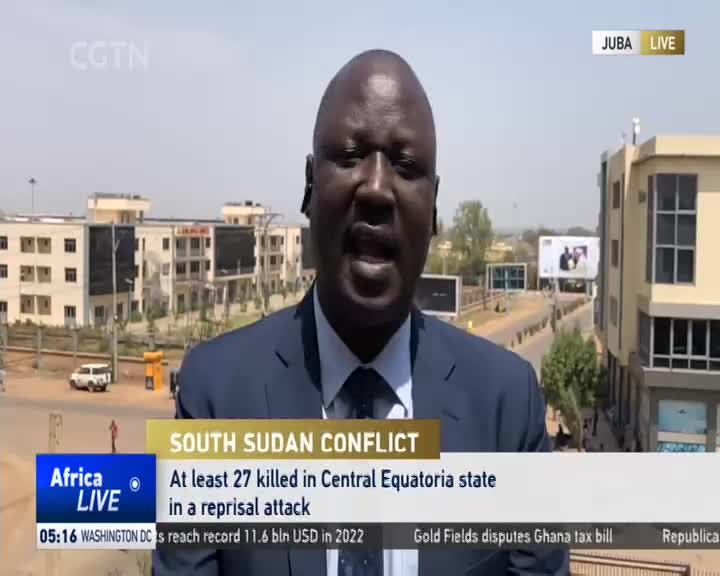 CGTN
JUBA LIVE
SOUTH SUDAN CONFLICT
At least 27 killed in Central Equatoria state
in a reprisal attack
Africa
LIVE
05:16 WASHINGTON DC
ts reach record 11.6 bln USD in 2022 Gold Fields disputes Ghana tax bill Republica